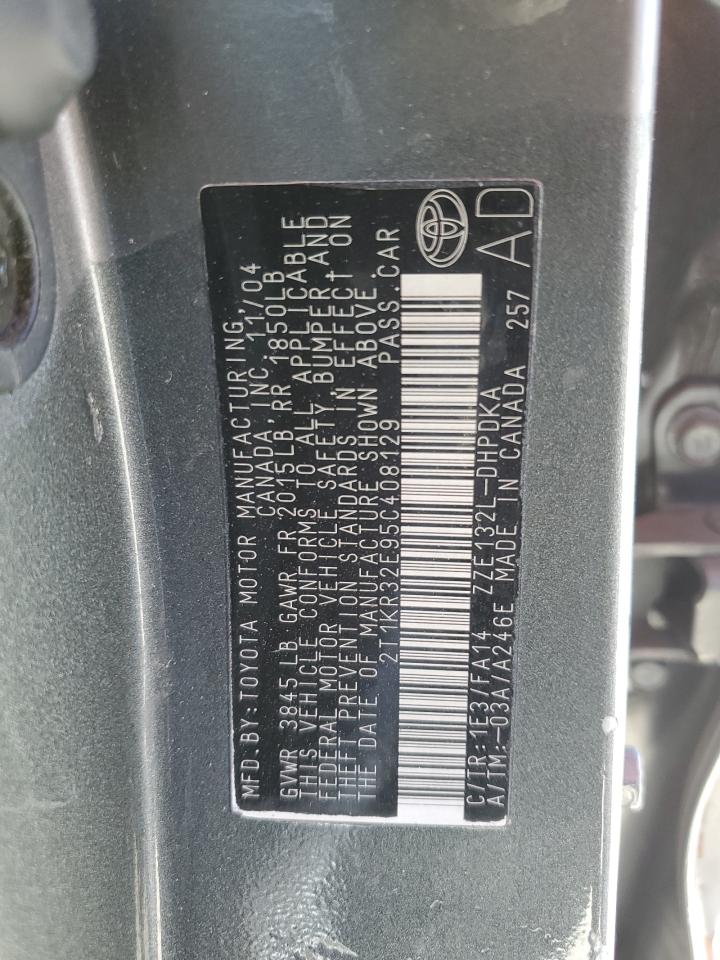 MFD. BY: TOYOTA MOTOR MANUFACTURING,
CANADA, INC. 11/04
GVWR 3845LB GAWR FR 2015LB, RR 1850LB
THIS VEHICLE CONFORMS TO ALL APPLICABLE
FEDERAL MOTOR VEHICLE SAFETY, BUMPER, AND
THEFT PREVENTION STANDARDS IN EFFECT ON
THE DATE OF MANUFACTURE SHOWN ABOVE.
2T1KR32E95C408129 PASS. CAR
C/TR: 1E3/FA14 ZZE132L-DHPDKA
A/TM: -03A/A246E MADE IN CANADA 257
AD